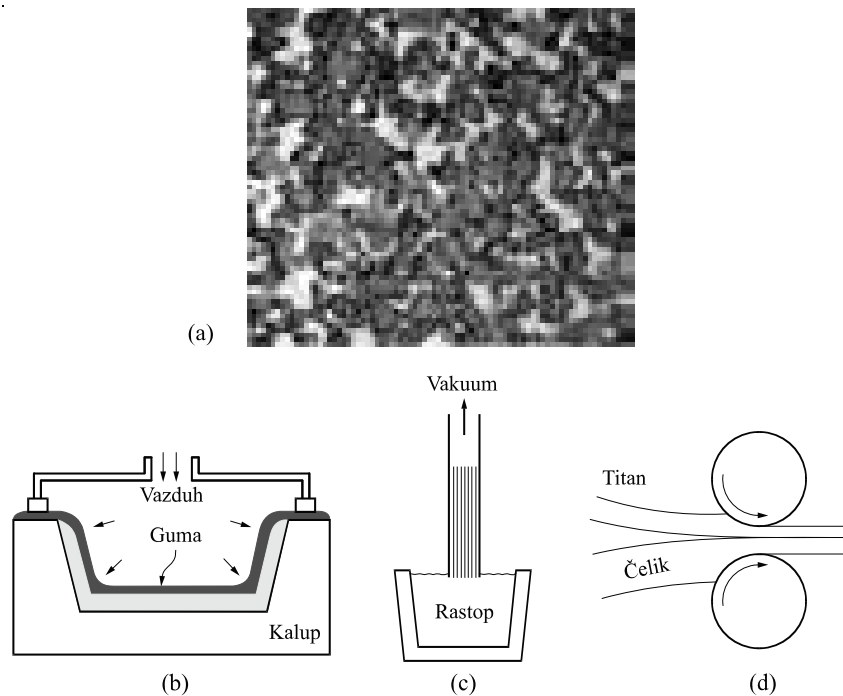 (a)
Vakuum
Vazduh
Guma
Kalup
Rastop
Titan
Čelik
(b)
(c)
(d)